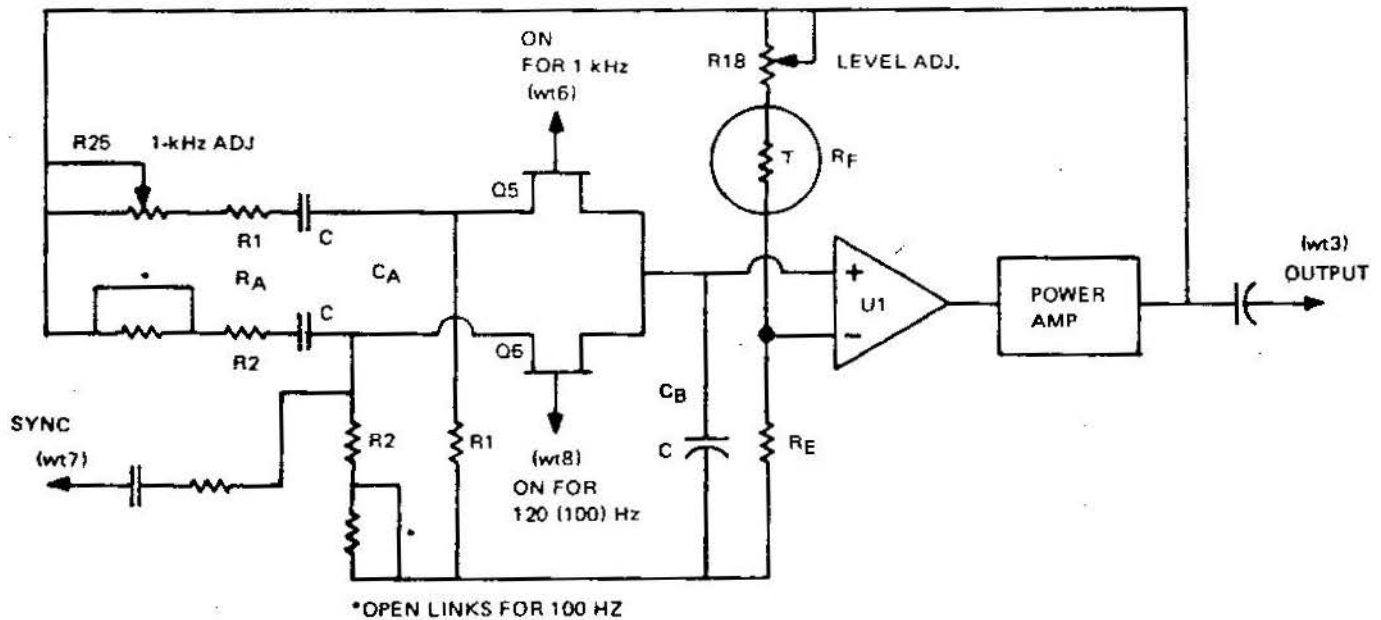 ON
FOR 1 kHz
(wt6)
R18
LEVEL ADJ.
R25
1-kHz ADJ
T
RF
Q5
R1
C
(wt3)
OUTPUT
*
RA
CA
+
U1
POWER
AMP
C
R2
Q6
−
CB
SYNC
(wt7)
R2
R1
(wt8)
ON FOR
120 (100) Hz
C
RE
*
*OPEN LINKS FOR 100 HZ